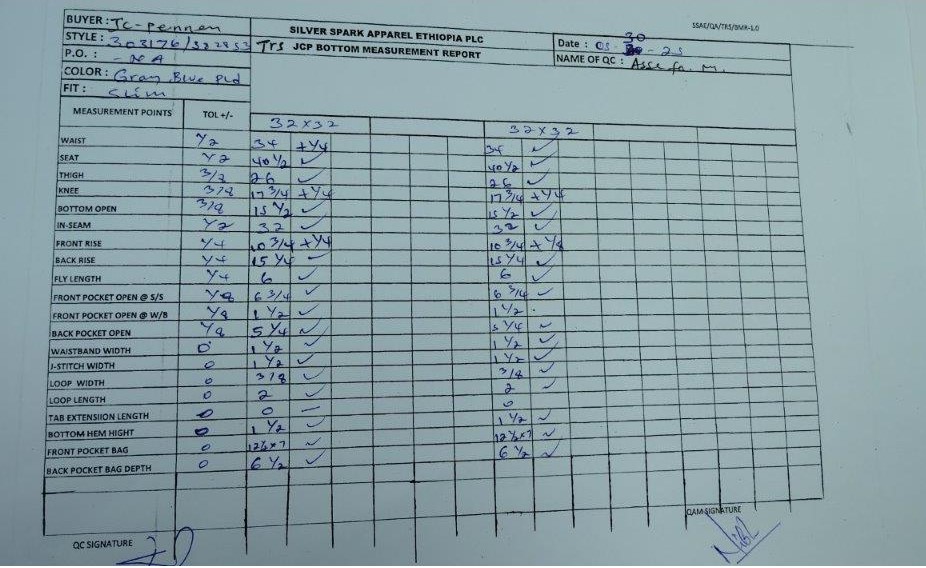 SSAE/QA/TRS/BMR-1.0
BUYER : Jc-Penney
SILVER SPARK APPAREL ETHIOPIA PLC
STYLE : 303176/
Trs JCP BOTTOM MEASUREMENT REPORT
30
Date : 05 - - 25
P.O. : - NA
NAME OF QC : Assefa. M.
COLOR : Gray Blue Pld
FIT : Slim
MEASUREMENT POINTS TOL +/- 32 X 32 32 X 32
WAIST 1/2 34 +1/4 34 ✓
SEAT 1/2 40 1/2 ✓ 40 1/2 ✓
THIGH 3/8 26 ✓ 26 ✓
KNEE 3/8 17 3/4 +1/4 17 3/4 +1/4
BOTTOM OPEN 3/8 15 1/2 ✓ 15 1/2 ✓
IN-SEAM 1/2 32 ✓ 32 ✓
FRONT RISE 1/4 10 3/4 +1/4 10 3/4 +1/8
BACK RISE 1/4 15 1/4 ✓ 15 1/4 ✓
FLY LENGTH 1/4 6 ✓ 6 ✓
FRONT POCKET OPEN @ S/S 1/8 6 3/4 ✓ 6 3/4 ✓
FRONT POCKET OPEN @ W/B 1/8 1 1/2 ✓ 1 1/2 .
BACK POCKET OPEN 1/8 5 1/4 ✓ 5 1/4 ✓
WAISTBAND WIDTH 0 1 1/2 ✓ 1 1/2 ✓
J-STITCH WIDTH 0 1 1/2 ✓ 1 1/2 ✓
LOOP WIDTH 0 3/8 ✓ 3/8 ✓
LOOP LENGTH 0 2 ✓ 2 ✓
TAB EXTENSIION LENGTH 0 0 — 0
BOTTOM HEM HIGHT 0 1 1/2 ✓ 1 1/2 ✓
FRONT POCKET BAG 0 12 1/2 x 7 ✓ 12 1/2 x 7 ✓
BACK POCKET BAG DEPTH 0 6 1/2 ✓ 6 1/2 ✓
QAM SIGNATURE
QC SIGNATURE